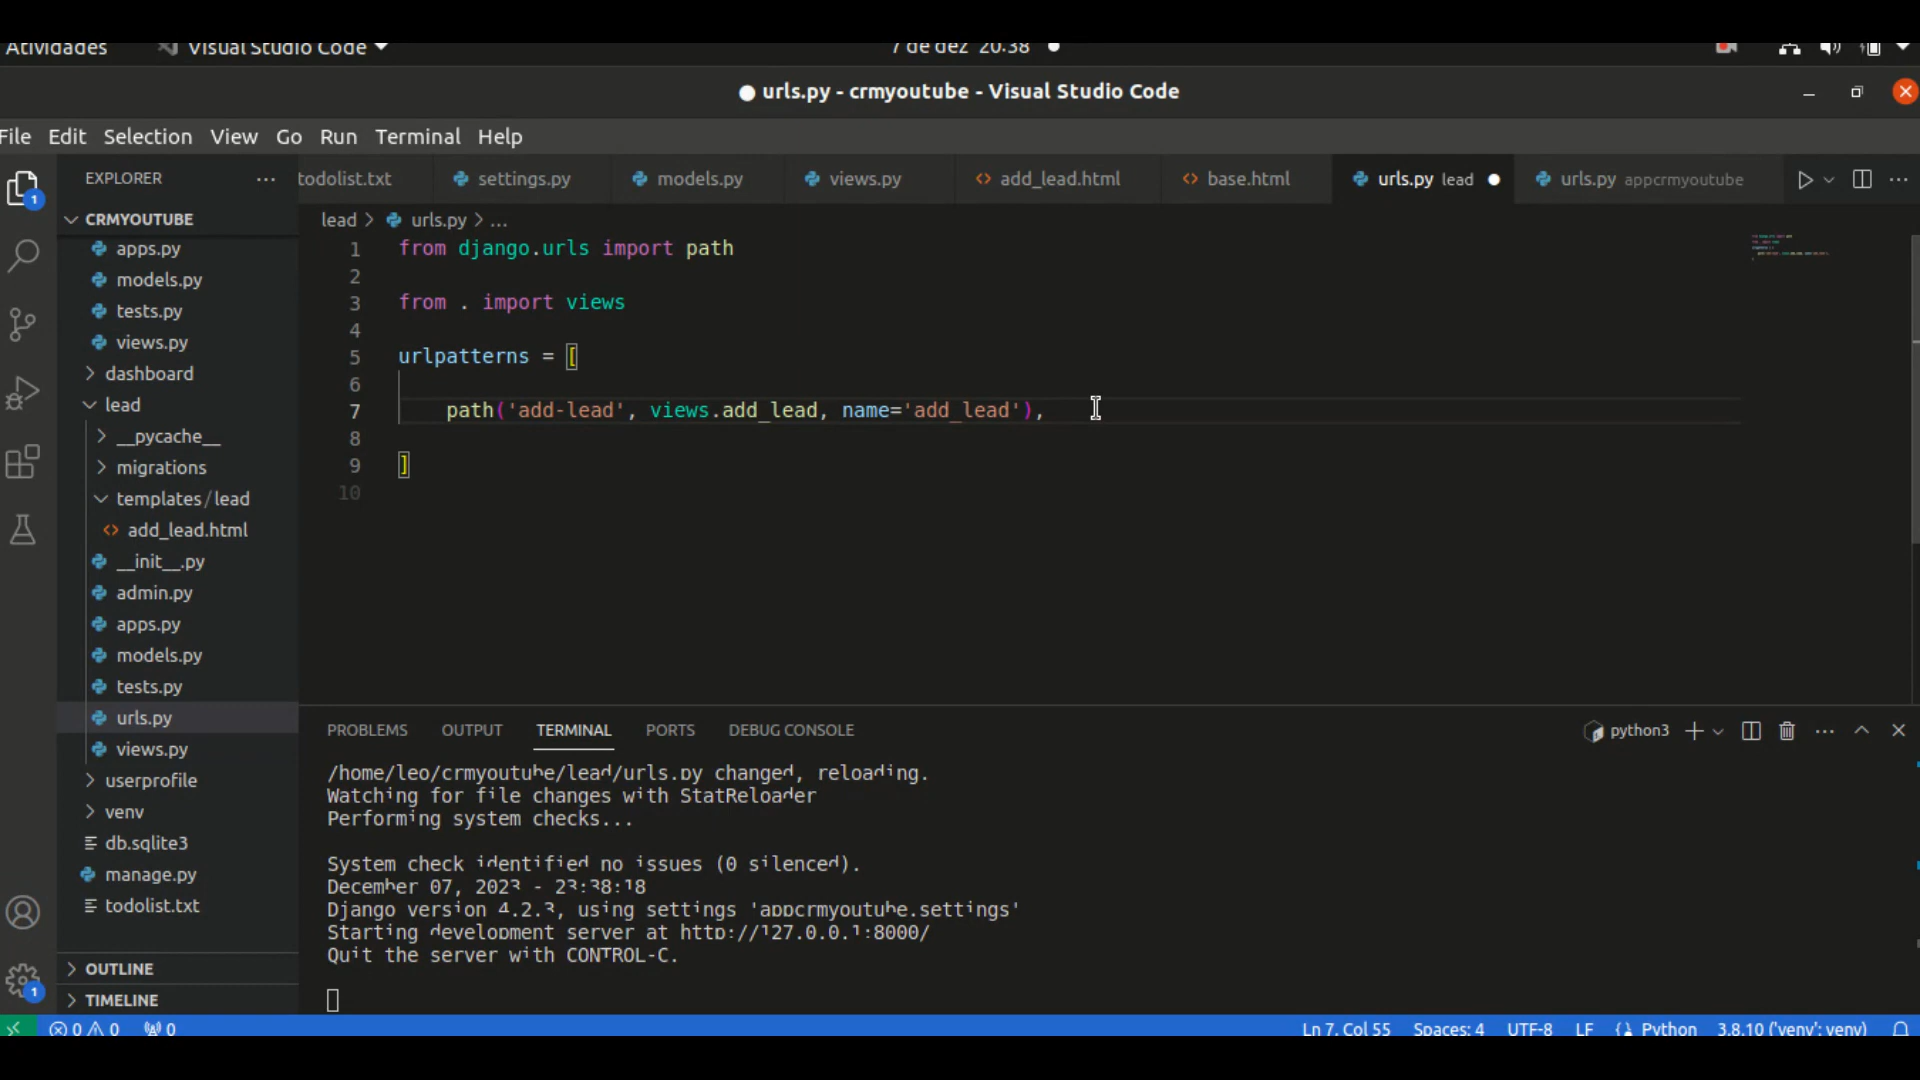 Atividades
Visual Studio Code
7 de dez 20:38
urls.py - crmyoutube - Visual Studio Code
File Edit Selection View Go Run Terminal Help
EXPLORER
todolist.txt
settings.py
models.py
views.py
add_lead.html
base.html
urls.py lead
urls.py appcrmyoutube
1
CRMYOUTUBE
lead > urls.py > ...
apps.py
models.py
tests.py
views.py
dashboard
lead
__pycache__
migrations
templates/lead
add_lead.html
__init__.py
admin.py
apps.py
models.py
tests.py
urls.py
views.py
userprofile
venv
db.sqlite3
manage.py
todolist.txt
OUTLINE
TIMELINE
1
1 from django.urls import path
2
3 from . import views
4
5 urlpatterns = [
6
7 path('add-lead', views.add_lead, name='add_lead'),
8
9 ]
10
PROBLEMS OUTPUT TERMINAL PORTS DEBUG CONSOLE
python3
/home/leo/crmyoutube/lead/urls.py changed, reloading.
Watching for file changes with StatReloader
Performing system checks...
System check identified no issues (0 silenced).
December 07, 2023 - 23:38:18
Django version 4.2.3, using settings 'appcrmyoutube.settings'
Starting development server at http://127.0.0.1:8000/
Quit the server with CONTROL-C.
0 0 0
Ln 7, Col 55 Spaces: 4 UTF-8 LF Python 3.8.10 ('venv': venv)